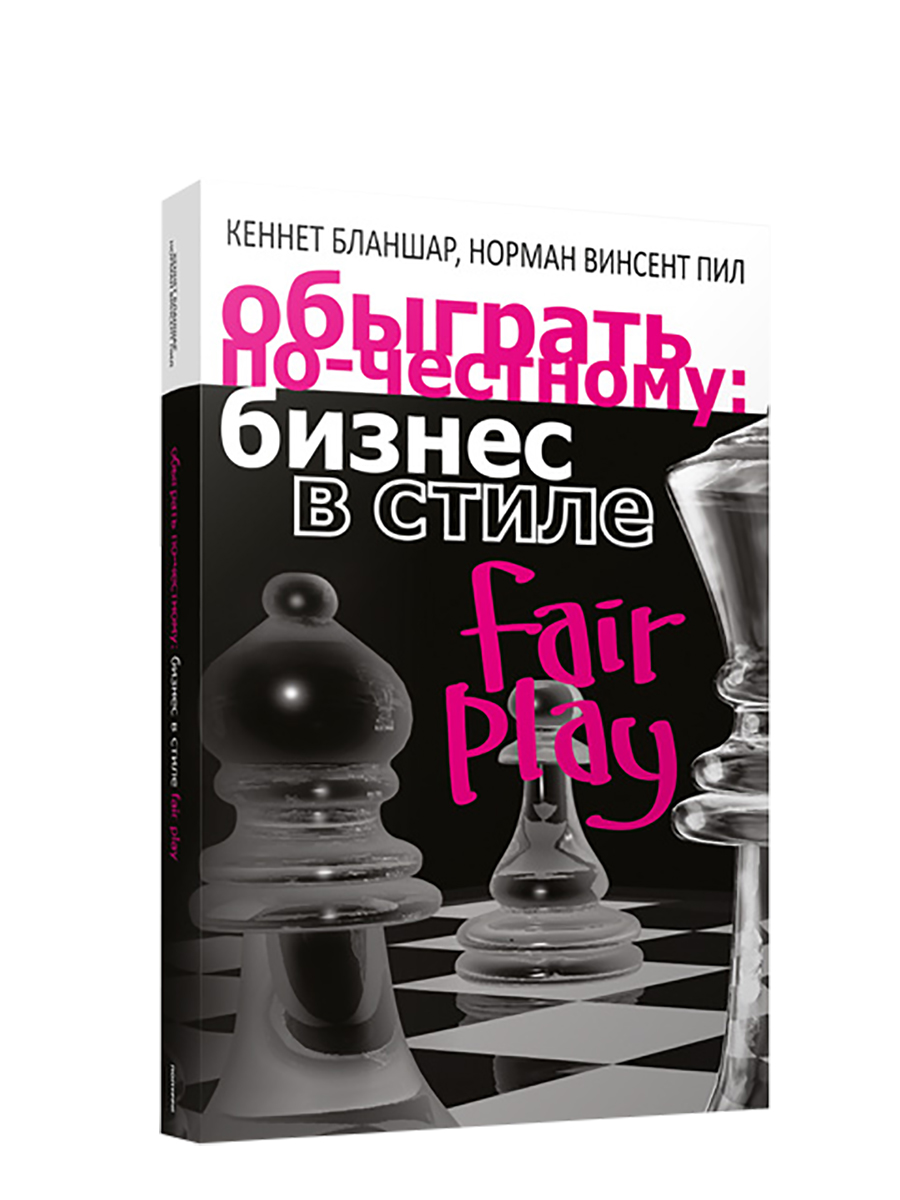 КЕННЕТ БЛАНШАР, НОРМАН ВИНСЕНТ ПИЛ
обыграть
по-честному:
бизнес
в стиле
fair
play
обыграть по-честному: бизнес в стиле fair play